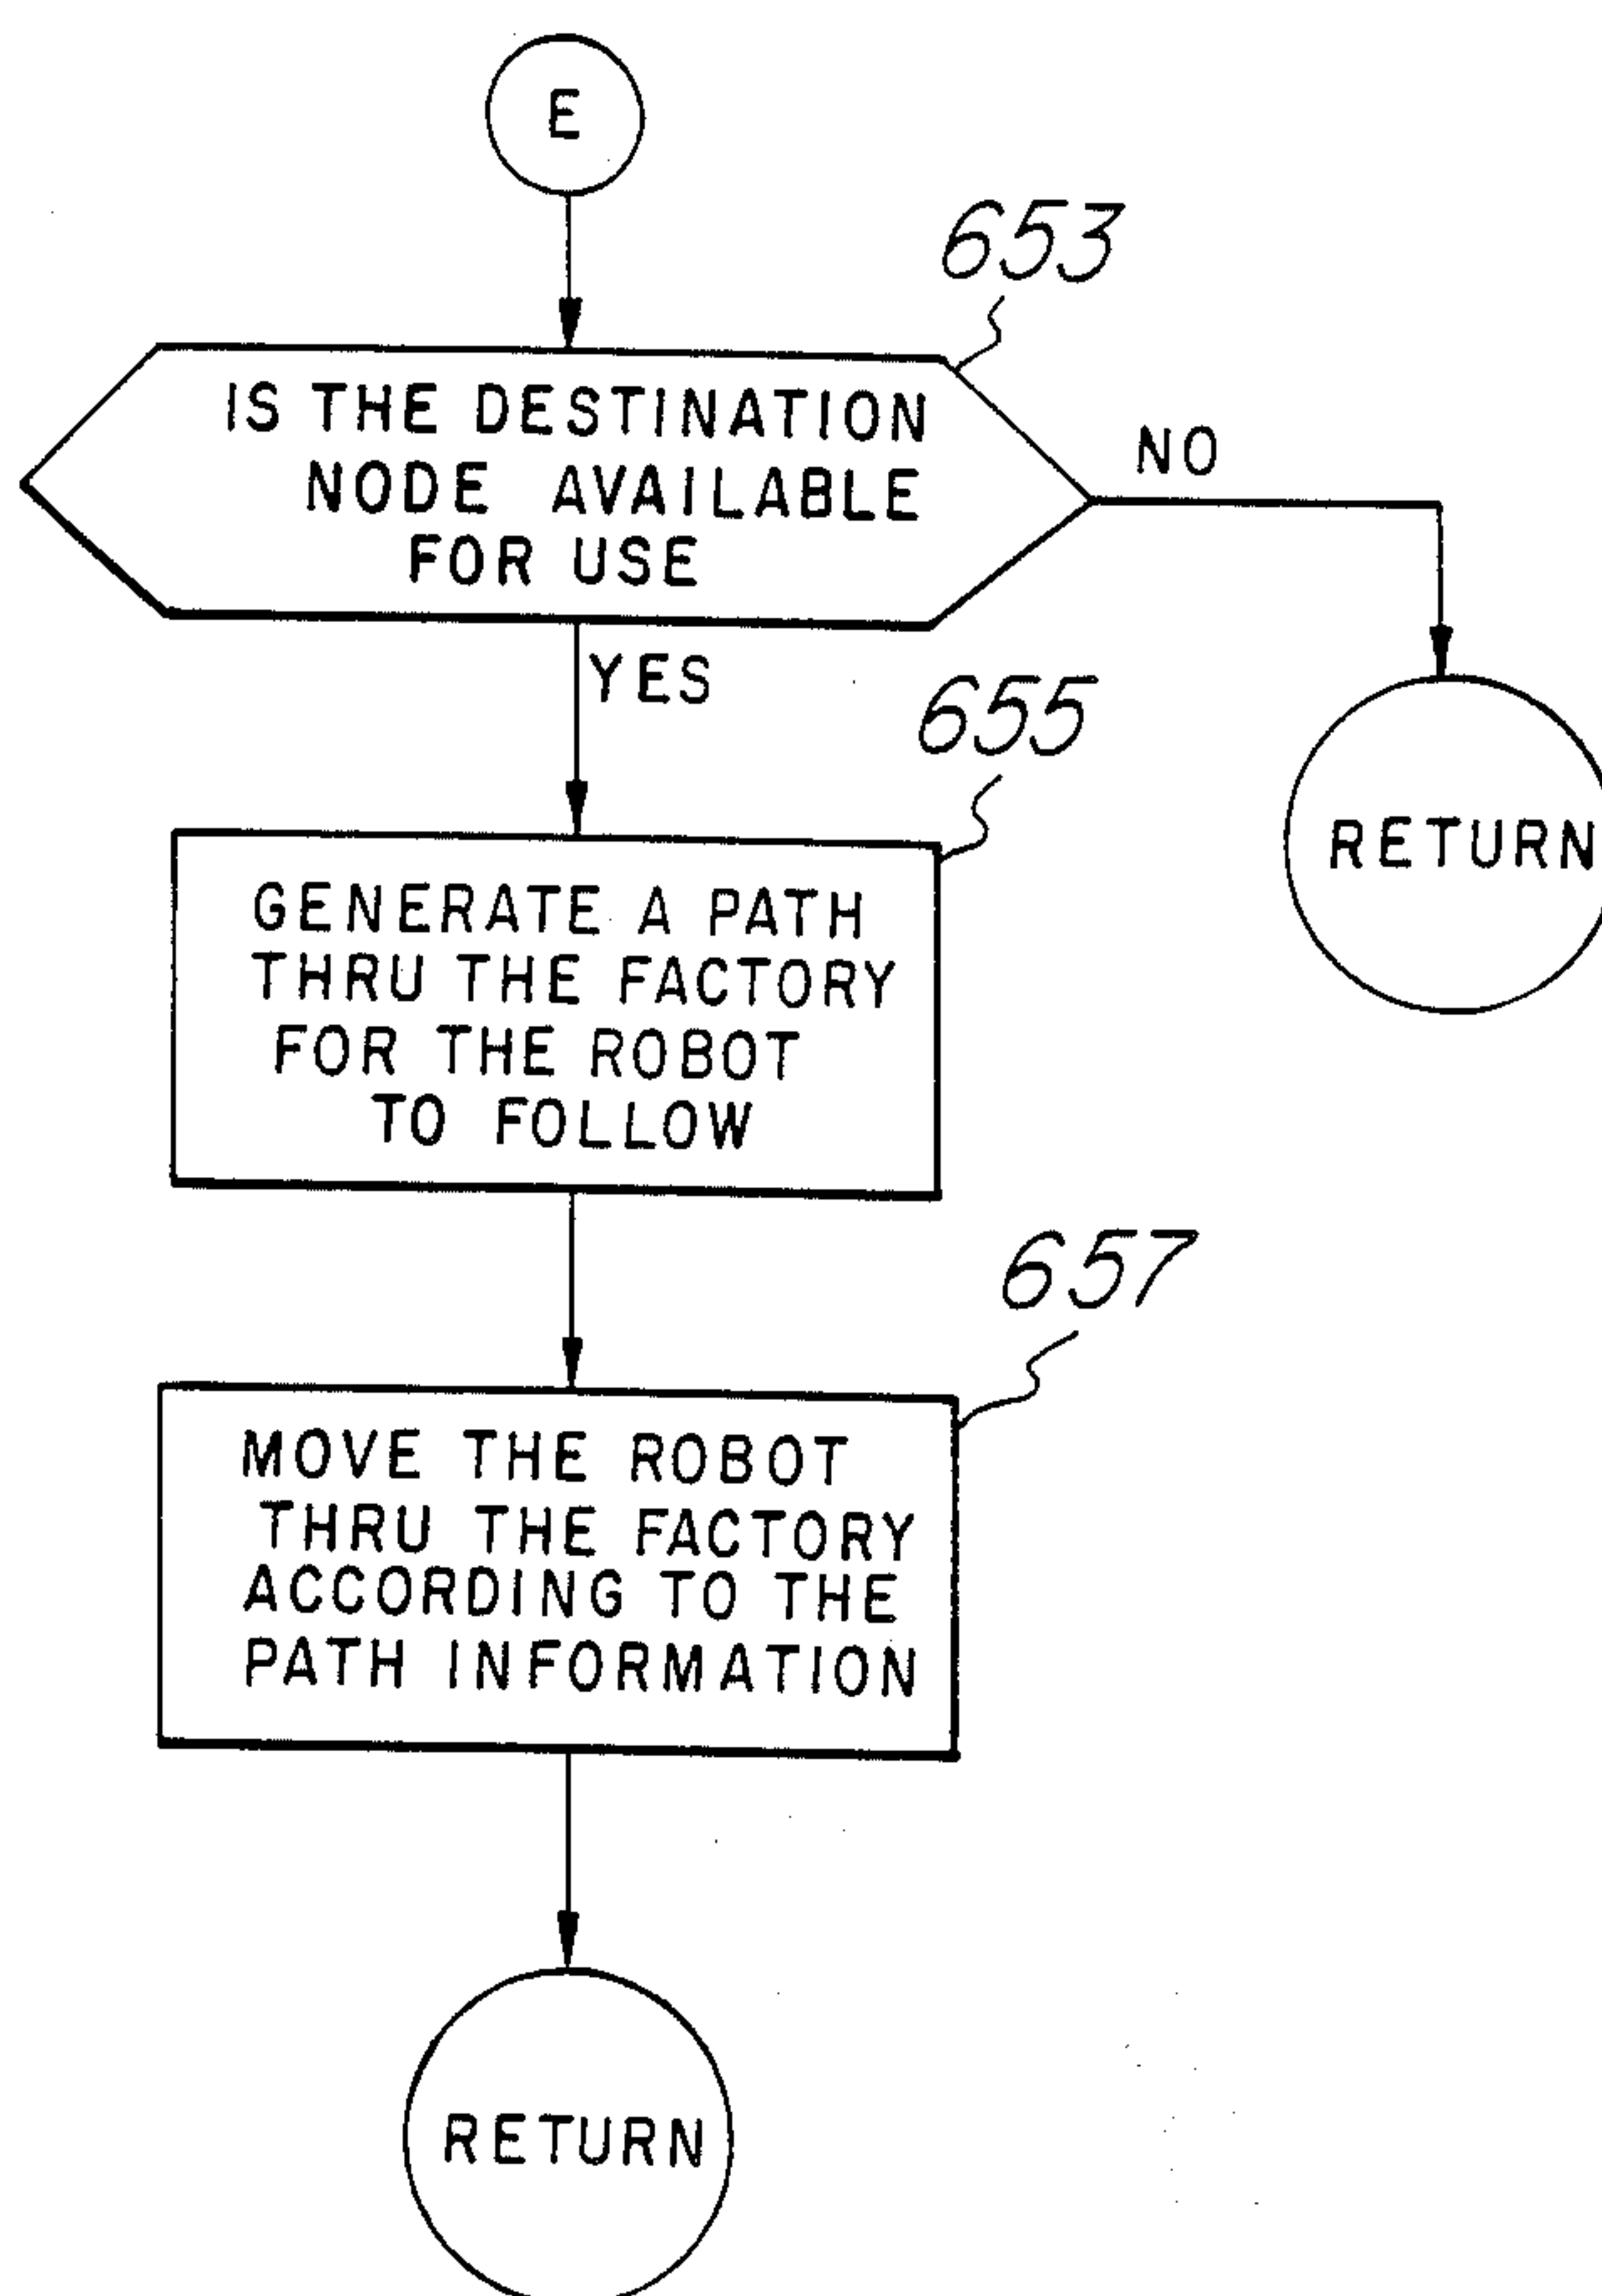 E
653
IS THE DESTINATION
NODE AVAILABLE
FOR USE
NO
YES
655
RETURN
GENERATE A PATH
THRU THE FACTORY
FOR THE ROBOT
TO FOLLOW
657
MOVE THE ROBOT
THRU THE FACTORY
ACCORDING TO THE
PATH INFORMATION
RETURN